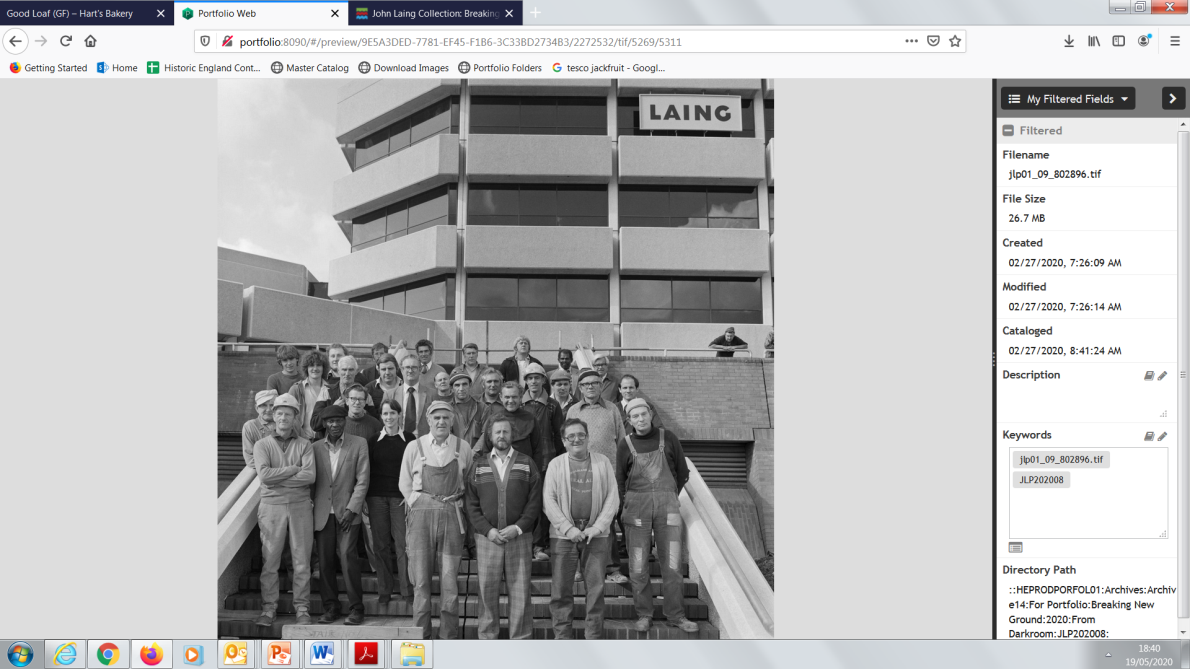 Good Loaf (GF) – Hart's Bakery
Portfolio Web
John Laing Collection: Breaking
portfolio:8090/#/preview/9E5A3DED-7781-EF45-F1B6-3C33BD2734B3/2272532/tif/5269/5311
Getting Started
Home
Historic England Cont...
Master Catalog
Download Images
Portfolio Folders
tesco jackfruit - Googl...
LAING
My Filtered Fields
Filtered
Filename
jlp01_09_802896.tif
File Size
26.7 MB
Created
02/27/2020, 7:26:09 AM
Modified
02/27/2020, 7:26:14 AM
Cataloged
02/27/2020, 8:41:24 AM
Description
Keywords
jlp01_09_802896.tif
JLP202008
Directory Path
::HEPRODPORFOL01:Archives:Archiv
e14:For Portfolio:Breaking New
Ground:2020:From
Darkroom:JLP202008:
18:40
19/05/2020